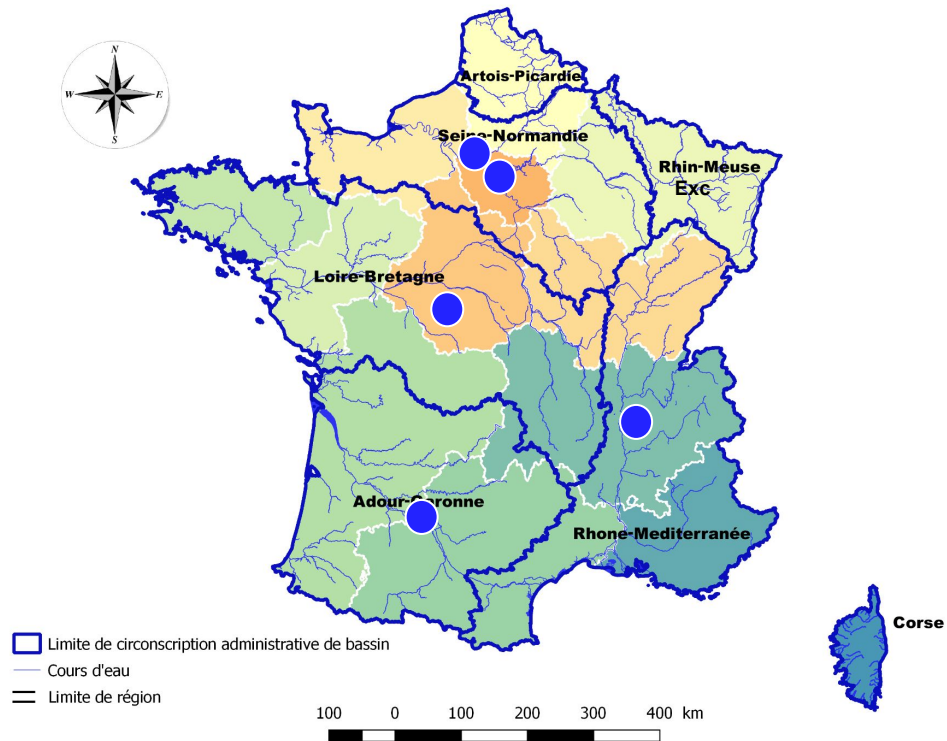 N
W
E
S
Artois-Picardie
Seine-Normandie
Rhin-Meuse
Exc
Loire-Bretagne
Adour-Garonne
Rhone-Mediterranée
Corse
Limite de circonscription administrative de bassin
Cours d'eau
Limite de région
100 0 100 200 300 400 km